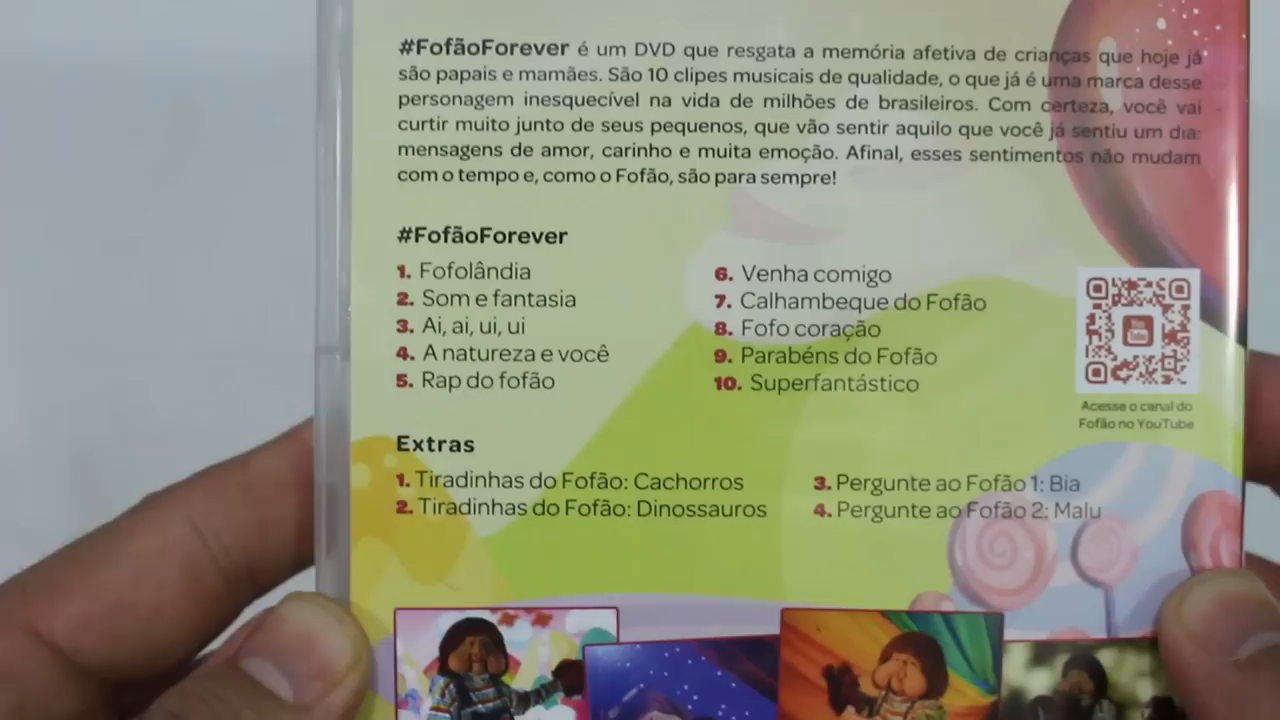 #FofãoForever é um DVD que resgata a memória afetiva de crianças que hoje já
são papais e mamães. São 10 clipes musicais de qualidade, o que já é uma marca desse
personagem inesquecível na vida de milhões de brasileiros. Com certeza, você vai
curtir muito junto de seus pequenos, que vão sentir aquilo que você já sentiu um dia:
mensagens de amor, carinho e muita emoção. Afinal, esses sentimentos não mudam
com o tempo e, como o Fofão, são para sempre!
#FofãoForever
1. Fofolândia
2. Som e fantasia
3. Ai, ai, ui, ui
4. A natureza e você
5. Rap do fofão
6. Venha comigo
7. Calhambeque do Fofão
8. Fofo coração
9. Parabéns do Fofão
10. Superfantástico
You
Tube
Acesse o canal do
Fofão no YouTube
Extras
1. Tiradinhas do Fofão: Cachorros
2. Tiradinhas do Fofão: Dinossauros
3. Pergunte ao Fofão 1: Bia
4. Pergunte ao Fofão 2: Malu